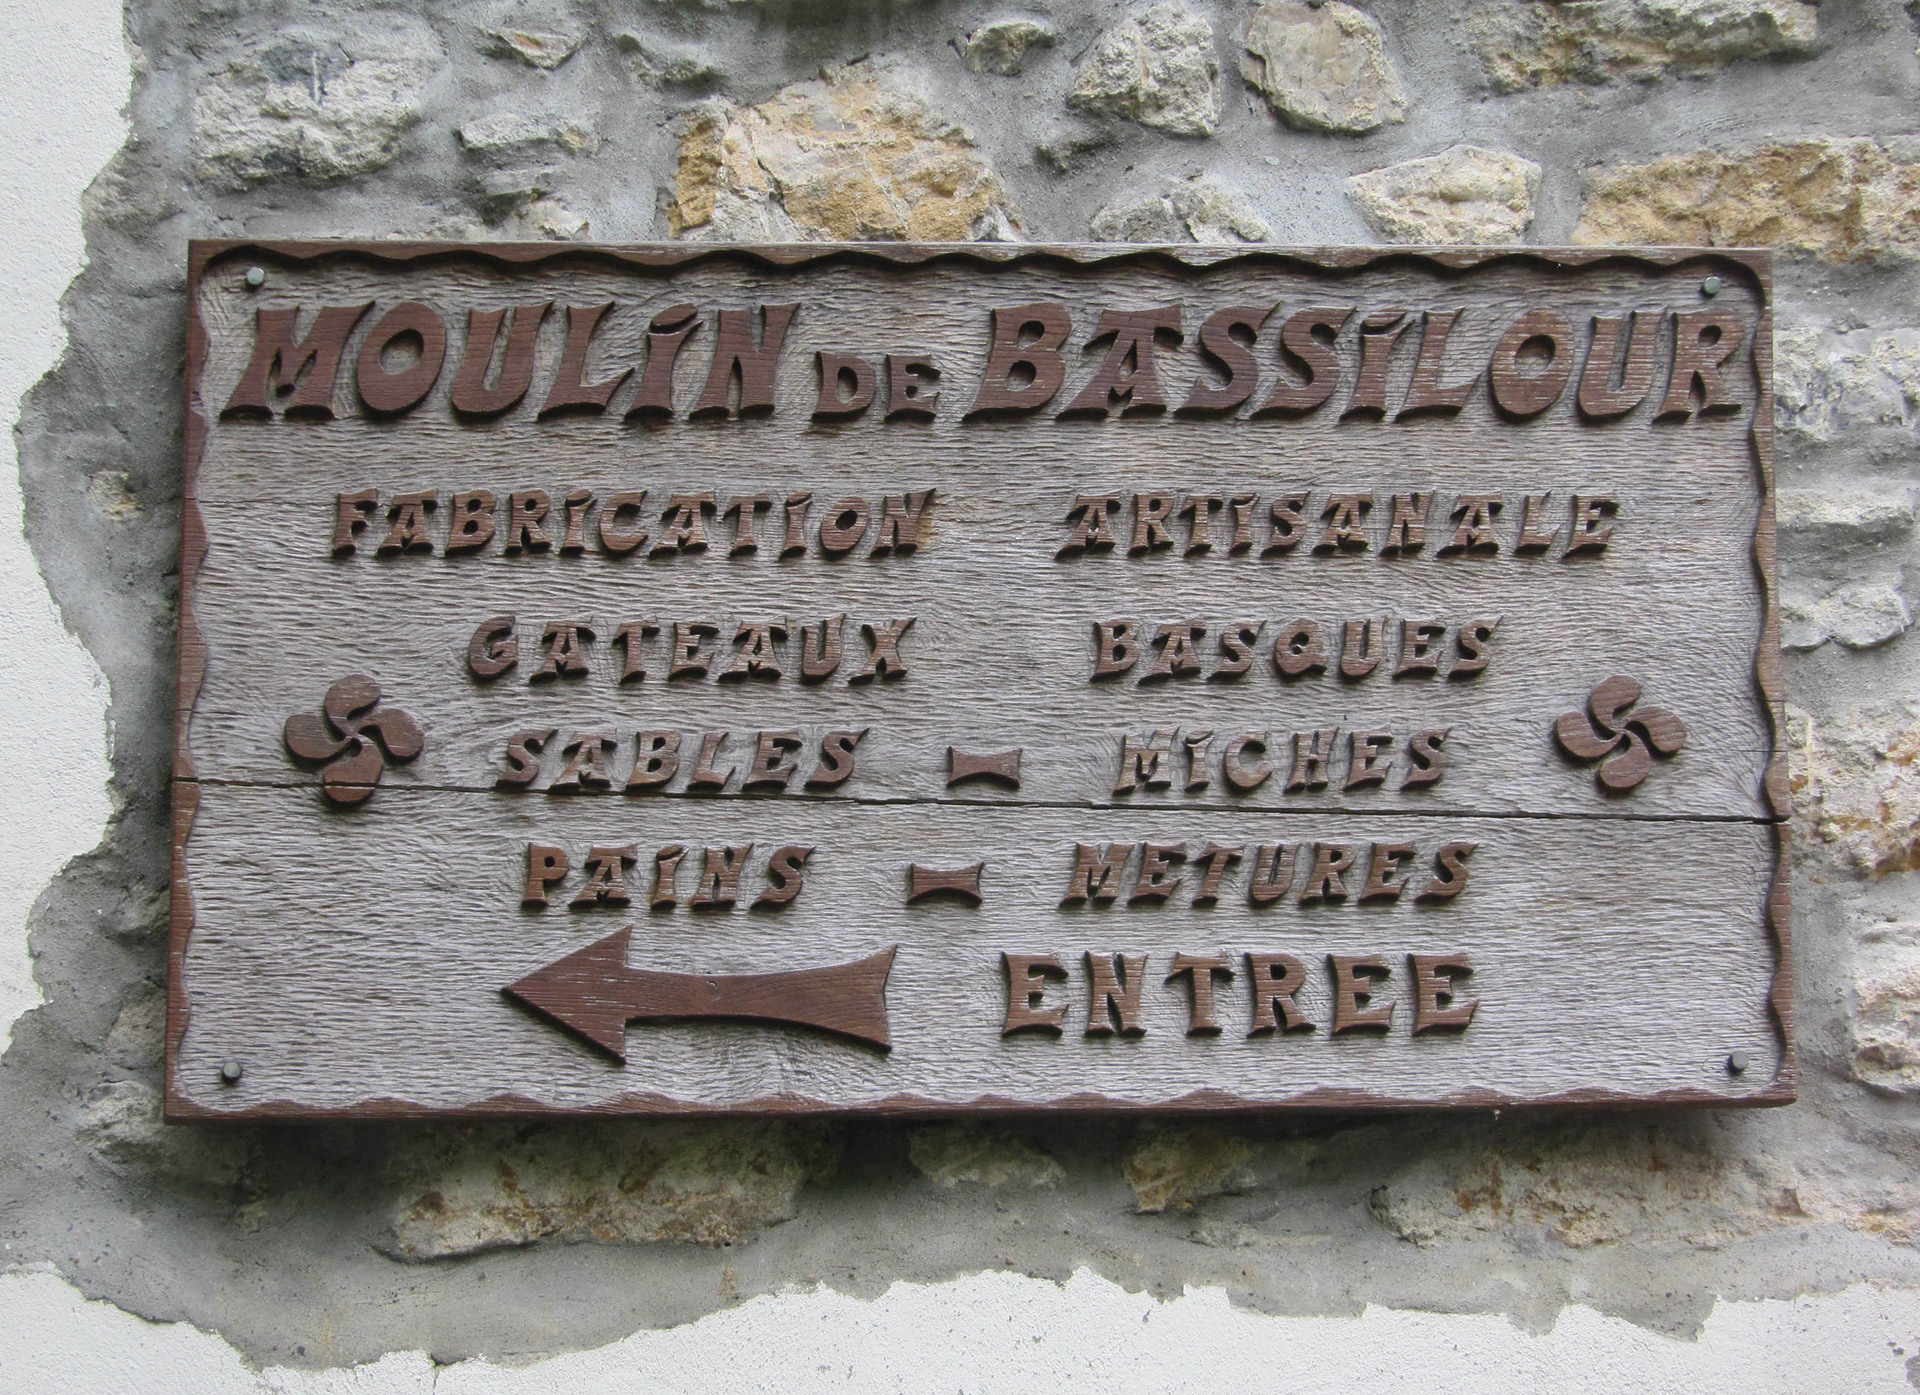 MOULiN DE BASSiLOUR
FABRiCATiON ARTiSANALE
GATEAUX BASQUES
SABLES - MiCHES
PAiNS - METURES
ENTREE